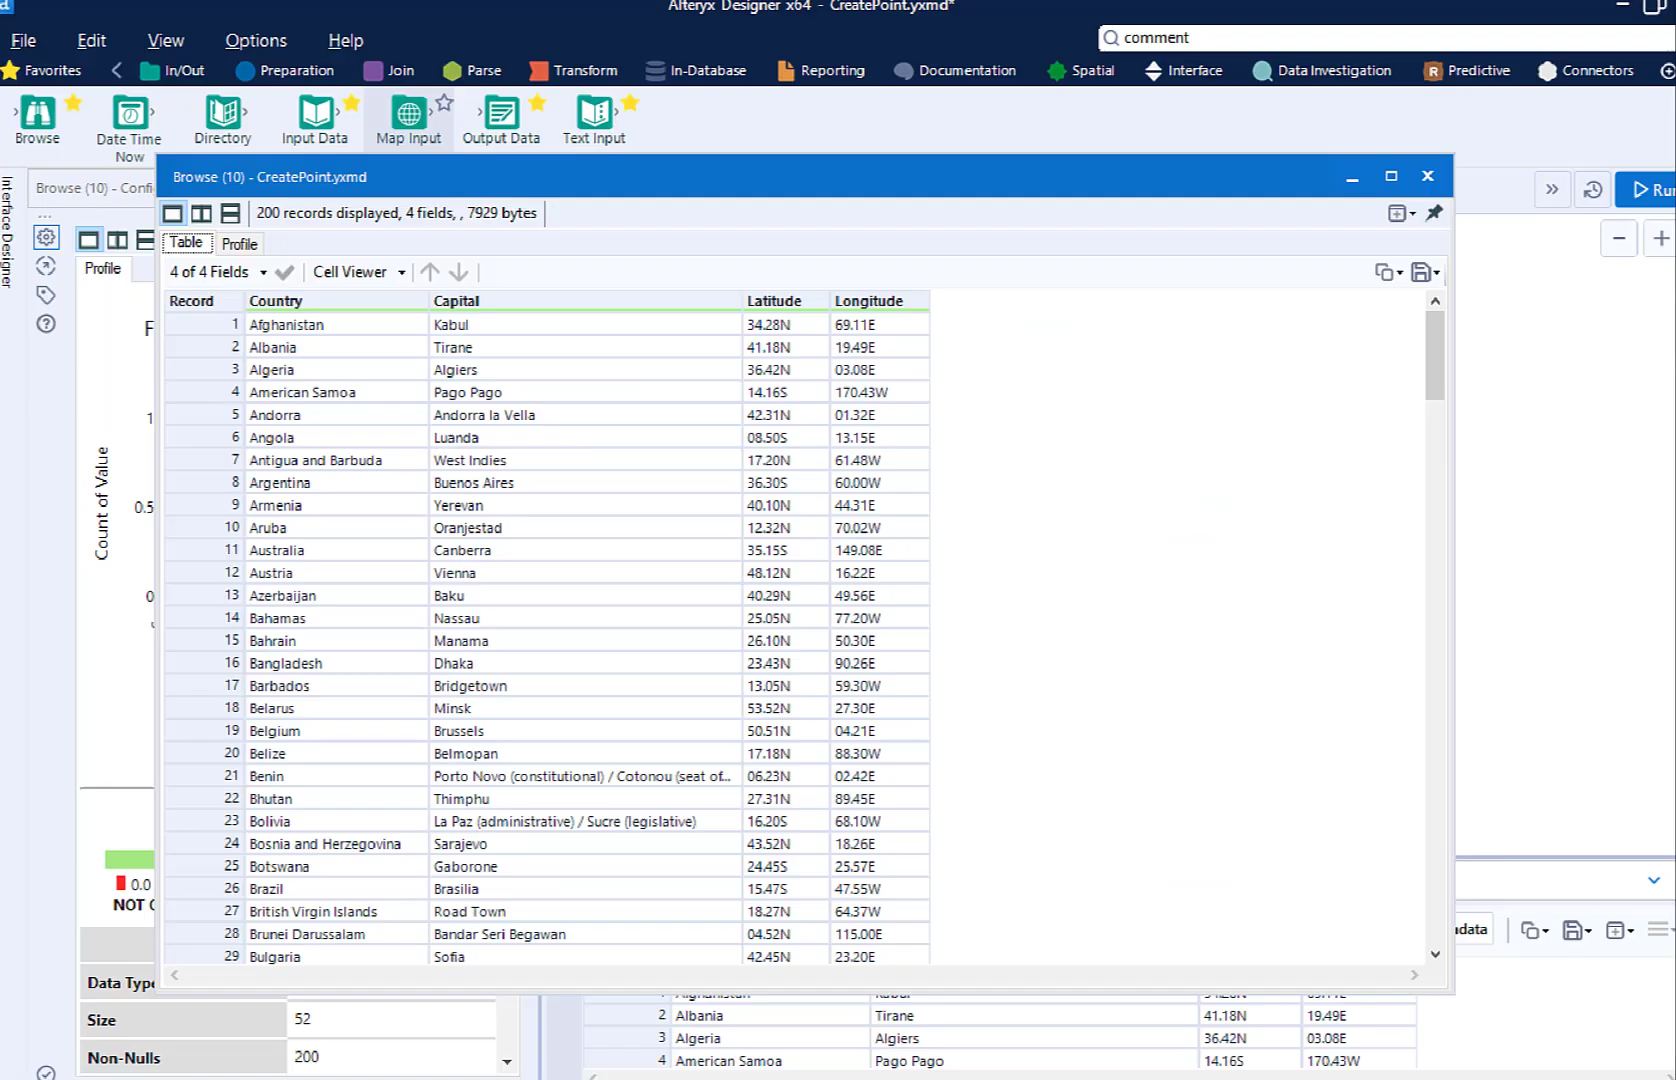 Alteryx Designer x64 - CreatePoint.yxmd*
File Edit View Options Help
comment
Favorites In/Out Preparation Join Parse Transform In-Database Reporting Documentation Spatial Interface Data Investigation Predictive Connectors
Browse Date Time Now Directory Input Data Map Input Output Data Text Input
Interface Designer
Browse (10) - Confi
Run
Browse (10) - CreatePoint.yxmd
200 records displayed, 4 fields, , 7929 bytes
Table Profile
Profile
4 of 4 Fields Cell Viewer
Record Country Capital Latitude Longitude
1 Afghanistan Kabul 34.28N 69.11E
2 Albania Tirane 41.18N 19.49E
3 Algeria Algiers 36.42N 03.08E
4 American Samoa Pago Pago 14.16S 170.43W
5 Andorra Andorra la Vella 42.31N 01.32E
6 Angola Luanda 08.50S 13.15E
7 Antigua and Barbuda West Indies 17.20N 61.48W
8 Argentina Buenos Aires 36.30S 60.00W
9 Armenia Yerevan 40.10N 44.31E
10 Aruba Oranjestad 12.32N 70.02W
11 Australia Canberra 35.15S 149.08E
12 Austria Vienna 48.12N 16.22E
13 Azerbaijan Baku 40.29N 49.56E
14 Bahamas Nassau 25.05N 77.20W
15 Bahrain Manama 26.10N 50.30E
16 Bangladesh Dhaka 23.43N 90.26E
17 Barbados Bridgetown 13.05N 59.30W
18 Belarus Minsk 53.52N 27.30E
19 Belgium Brussels 50.51N 04.21E
20 Belize Belmopan 17.18N 88.30W
21 Benin Porto Novo (constitutional) / Cotonou (seat of... 06.23N 02.42E
22 Bhutan Thimphu 27.31N 89.45E
23 Bolivia La Paz (administrative) / Sucre (legislative) 16.20S 68.10W
24 Bosnia and Herzegovina Sarajevo 43.52N 18.26E
25 Botswana Gaborone 24.45S 25.57E
26 Brazil Brasilia 15.47S 47.55W
27 British Virgin Islands Road Town 18.27N 64.37W
28 Brunei Darussalam Bandar Seri Begawan 04.52N 115.00E
29 Bulgaria Sofia 42.45N 23.20E
F
1
Count of Value
0.5
0
0.0
NOT
Data Type
Size 52
Non-Nulls 200
adata
2 Albania Tirane 41.18N 19.49E
3 Algeria Algiers 36.42N 03.08E
4 American Samoa Pago Pago 14.16S 170.43W